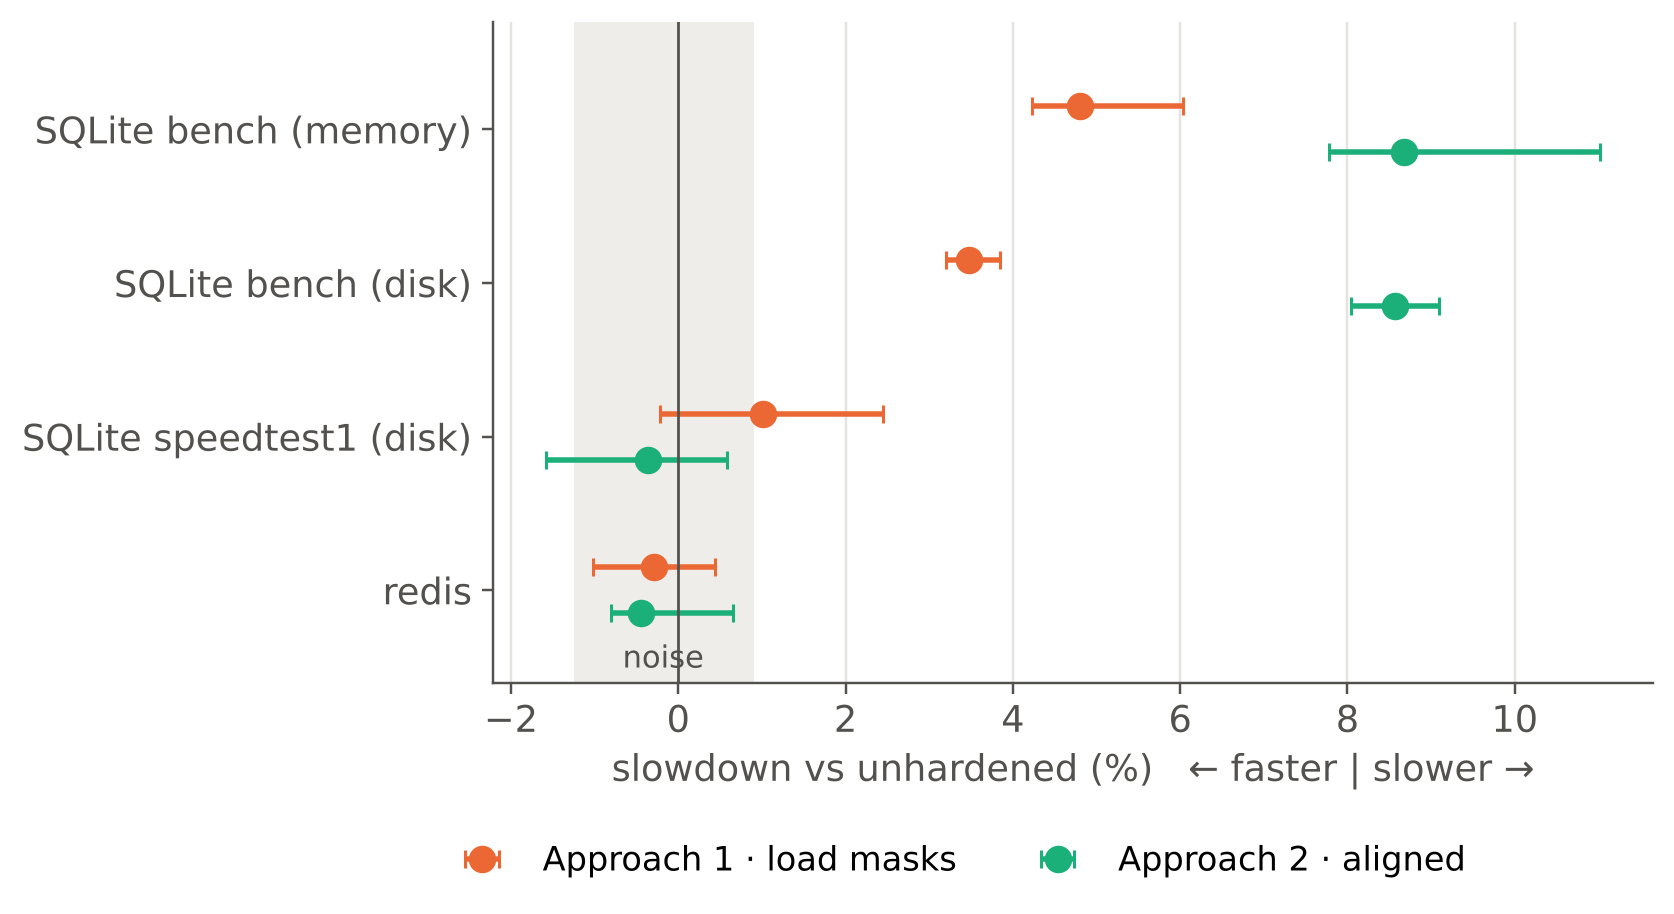 SQLite bench (memory)
SQLite bench (disk)
SQLite speedtest1 (disk)
redis
noise
−2 0 2 4 6 8 10
slowdown vs unhardened (%) ← faster | slower →
Approach 1 · load masks Approach 2 · aligned